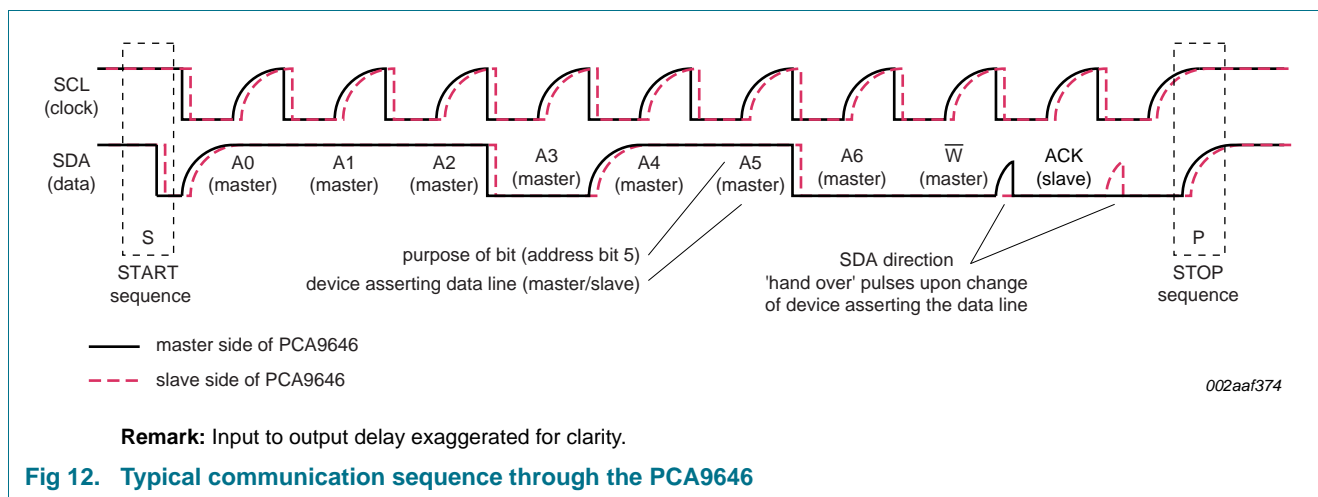 SCL
(clock)
SDA
(data)
A0
(master)
A1
(master)
A2
(master)
A3
(master)
A4
(master)
A5
(master)
A6
(master)
W̅
(master)
ACK
(slave)
S
START
sequence
P
STOP
sequence
purpose of bit (address bit 5)
device asserting data line (master/slave)
SDA direction
'hand over' pulses upon change
of device asserting the data line
master side of PCA9646
slave side of PCA9646
002aaf374
Remark: Input to output delay exaggerated for clarity.
Fig 12. Typical communication sequence through the PCA9646